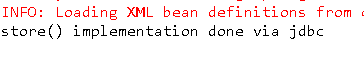 INFO: Loading XML bean definitions from
store() implementation done via jdbc